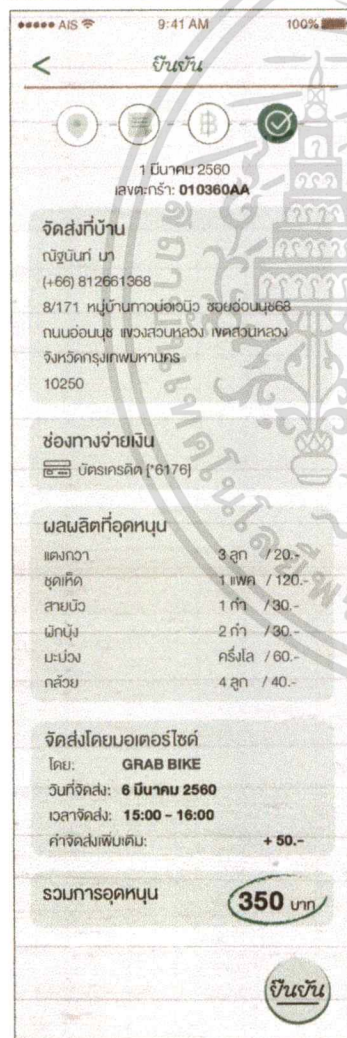 AIS 9:41 AM 100%
ยืนยัน
1 มีนาคม 2560
เลขตะกร้า: 010360AA
จัดส่งที่บ้าน
ณัฐนันท์ มา
(+66) 812661368
8/171 หมู่บ้านทาวน์อเวนิว ซอยอ่อนนุช68
ถนนอ่อนนุช แขวงสวนหลวง เขตสวนหลวง
จังหวัดกรุงเทพมหานคร
10250
ช่องทางจ่ายเงิน
บัตรเครดิต [*6176]
ผลผลิตที่อุดหนุน
แตงกวา 3 ลูก / 20.-
ชุดเห็ด 1 แพค / 120.-
สายบัว 1 กำ / 30.-
ผักบุ้ง 2 กำ / 30.-
มะม่วง ครึ่งโล / 60.-
กล้วย 4 ลูก / 40.-
จัดส่งโดยมอเตอร์ไซด์
โดย: GRAB BIKE
วันที่จัดส่ง: 6 มีนาคม 2560
เวลาจัดส่ง: 15:00 - 16:00
ค่าจัดส่งเพิ่มเติม: + 50.-
รวมการอุดหนุน 350 บาท
ยืนยัน